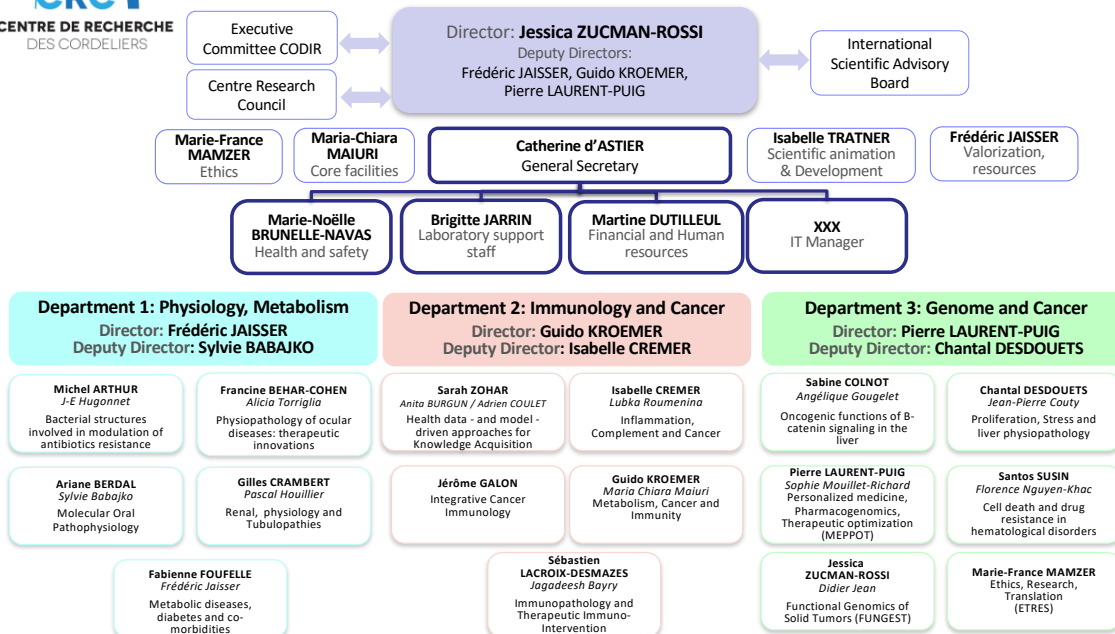 CRC
CENTRE DE RECHERCHE
DES CORDELIERS
Executive
Committee CODIR
Centre Research
Council
Director: Jessica ZUCMAN-ROSSI
Deputy Directors:
Frédéric JAISSER, Guido KROEMER,
Pierre LAURENT-PUIG
International
Scientific Advisory
Board
Marie-France
MAMZER
Ethics
Maria-Chiara
MAIURI
Core facilities
Catherine d’ASTIER
General Secretary
Isabelle TRATNER
Scientific animation
& Development
Frédéric JAISSER
Valorization,
resources
Marie-Noëlle
BRUNELLE-NAVAS
Health and safety
Brigitte JARRIN
Laboratory support
staff
Martine DUTILLEUL
Financial and Human
resources
XXX
IT Manager
Department 1: Physiology, Metabolism
Director: Frédéric JAISSER
Deputy Director: Sylvie BABAJKO
Department 2: Immunology and Cancer
Director: Guido KROEMER
Deputy Director: Isabelle CREMER
Department 3: Genome and Cancer
Director: Pierre LAURENT-PUIG
Deputy Director: Chantal DESDOUETS
Michel ARTHUR
J-E Hugonnet
Bacterial structures
involved in modulation of
antibiotics resistance
Francine BEHAR-COHEN
Alicia Torriglia
Physiopathology of ocular
diseases: therapeutic
innovations
Sarah ZOHAR
Anita BURGUN / Adrien COULET
Health data - and model -
driven approaches for
Knowledge Acquisition
Isabelle CREMER
Lubka Roumenina
Inflammation,
Complement and Cancer
Sabine COLNOT
Angélique Gougelet
Oncogenic functions of B-
catenin signaling in the
liver
Chantal DESDOUETS
Jean-Pierre Couty
Proliferation, Stress and
liver physiopathology
Ariane BERDAL
Sylvie Babajko
Molecular Oral
Pathophysiology
Gilles CRAMBERT
Pascal Houillier
Renal, physiology and
Tubulopathies
Jérôme GALON
Integrative Cancer
Immunology
Guido KROEMER
Maria Chiara Maiuri
Metabolism, Cancer and
Immunity
Pierre LAURENT-PUIG
Sophie Mouillet-Richard
Personalized medicine,
Pharmacogenomics,
Therapeutic optimization
(MEPPOT)
Santos SUSIN
Florence Nguyen-Khac
Cell death and drug
resistance in
hematological disorders
Fabienne FOUFELLE
Frédéric Jaisser
Metabolic diseases,
diabetes and co-
morbidities
Sébastien
LACROIX-DESMAZES
Jagadeesh Bayry
Immunopathology and
Therapeutic Immuno-
Intervention
Jessica
ZUCMAN-ROSSI
Didier Jean
Functional Genomics of
Solid Tumors (FUNGEST)
Marie-France MAMZER
Ethics, Research,
Translation
(ETRES)